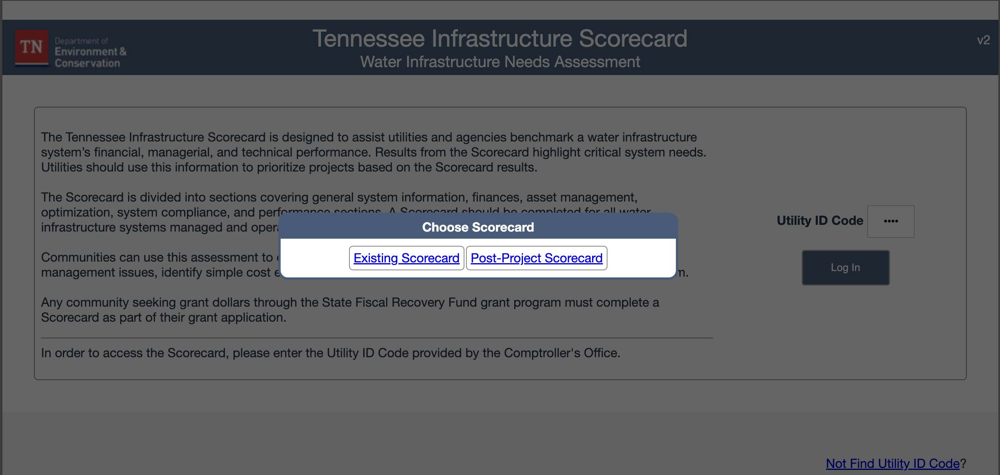 TN
Department of
Environment &
Conservation
Tennessee Infrastructure Scorecard
Water Infrastructure Needs Assessment
v2
The Tennessee Infrastructure Scorecard is designed to assist utilities and agencies benchmark a water infrastructure
system’s financial, managerial, and technical performance. Results from the Scorecard highlight critical system needs.
Utilities should use this information to prioritize projects based on the Scorecard results.
The Scorecard is divided into sections covering general system information, finances, asset management,
optimization, system compliance, and performance sections. A Scorecard should be completed for all water
infrastructure systems managed and
Communities can use this assessment to
management issues, identify simple cost
Any community seeking grant dollars through the State Fiscal Recovery Fund grant program must complete a
Scorecard as part of their grant application.
In order to access the Scorecard, please enter the Utility ID Code provided by the Comptroller's Office.
Choose Scorecard
Existing Scorecard
Post-Project Scorecard
Utility ID Code ••••
Log In
Not Find Utility ID Code?